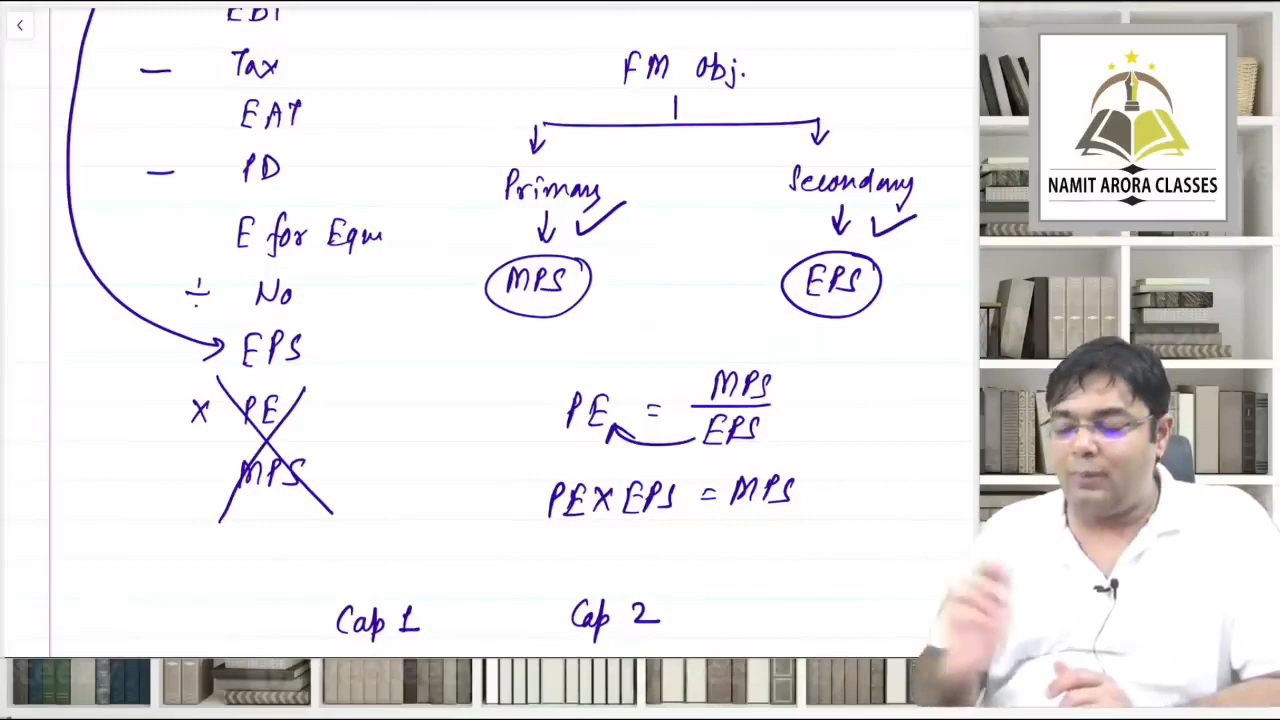 EBT
— Tax
EAT
— PD
E for Equ
÷ No
EPS
× PE
MPS
FM Obj.
Primary
Secondary
MPS
EPS
PE = MPS / EPS
PE × EPS = MPS
Cap 1
Cap 2
NAMIT ARORA CLASSES